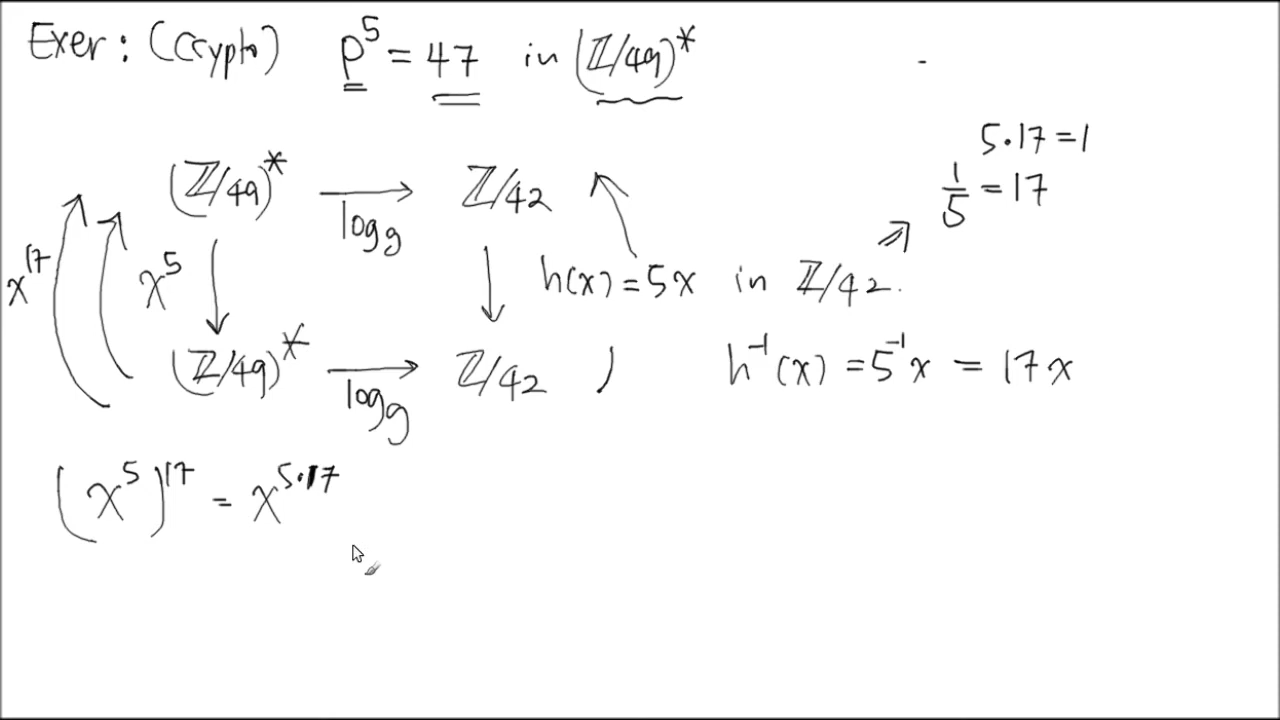 Exer : (Crypto) P^5 = 47 in (ℤ/49)*
5·17 = 1
(ℤ/49)* → ℤ/42
log_g
1/5 = 17
x^17 x^5 h(x) = 5x in ℤ/42.
(ℤ/49)* → ℤ/42
log_g
h^-1(x) = 5^-1 x = 17x
(x^5)^17 = x^5·17